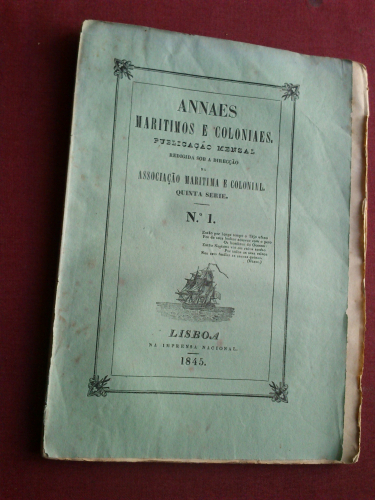 ANNAES
MARITIMOS E COLONIAES.
PUBLICAÇÃO MENSAL
REDIGIDA SOB A DIRECÇÃO
DA
ASSOCIAÇÃO MARITIMA E COLONIAL.
QUINTA SERIE.
N.º 1.
LISBOA
NA IMPRENSA NACIONAL.
1845.